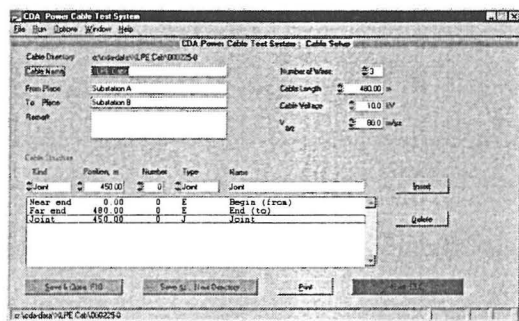 CDA Power Cable Test System
File Run Options Window Help
CDA Power Cable Test System : Cable Setup
Cable Directory
Cable Name
Number of Wires 3
From Place Substation A
Cable Length 480.00 m
To Place Substation B
Cable Voltage 10.0 kV
Remark
V 80.0 m/µs
Cable Structure
Kind Position, m Number Type Name
Joint 450.00 0 Joint Joint
Insert
Near end 0.00 0 E Begin (from)
Far end 480.00 0 E End (to)
Joint 450.00 0 J Joint
Delete
Print